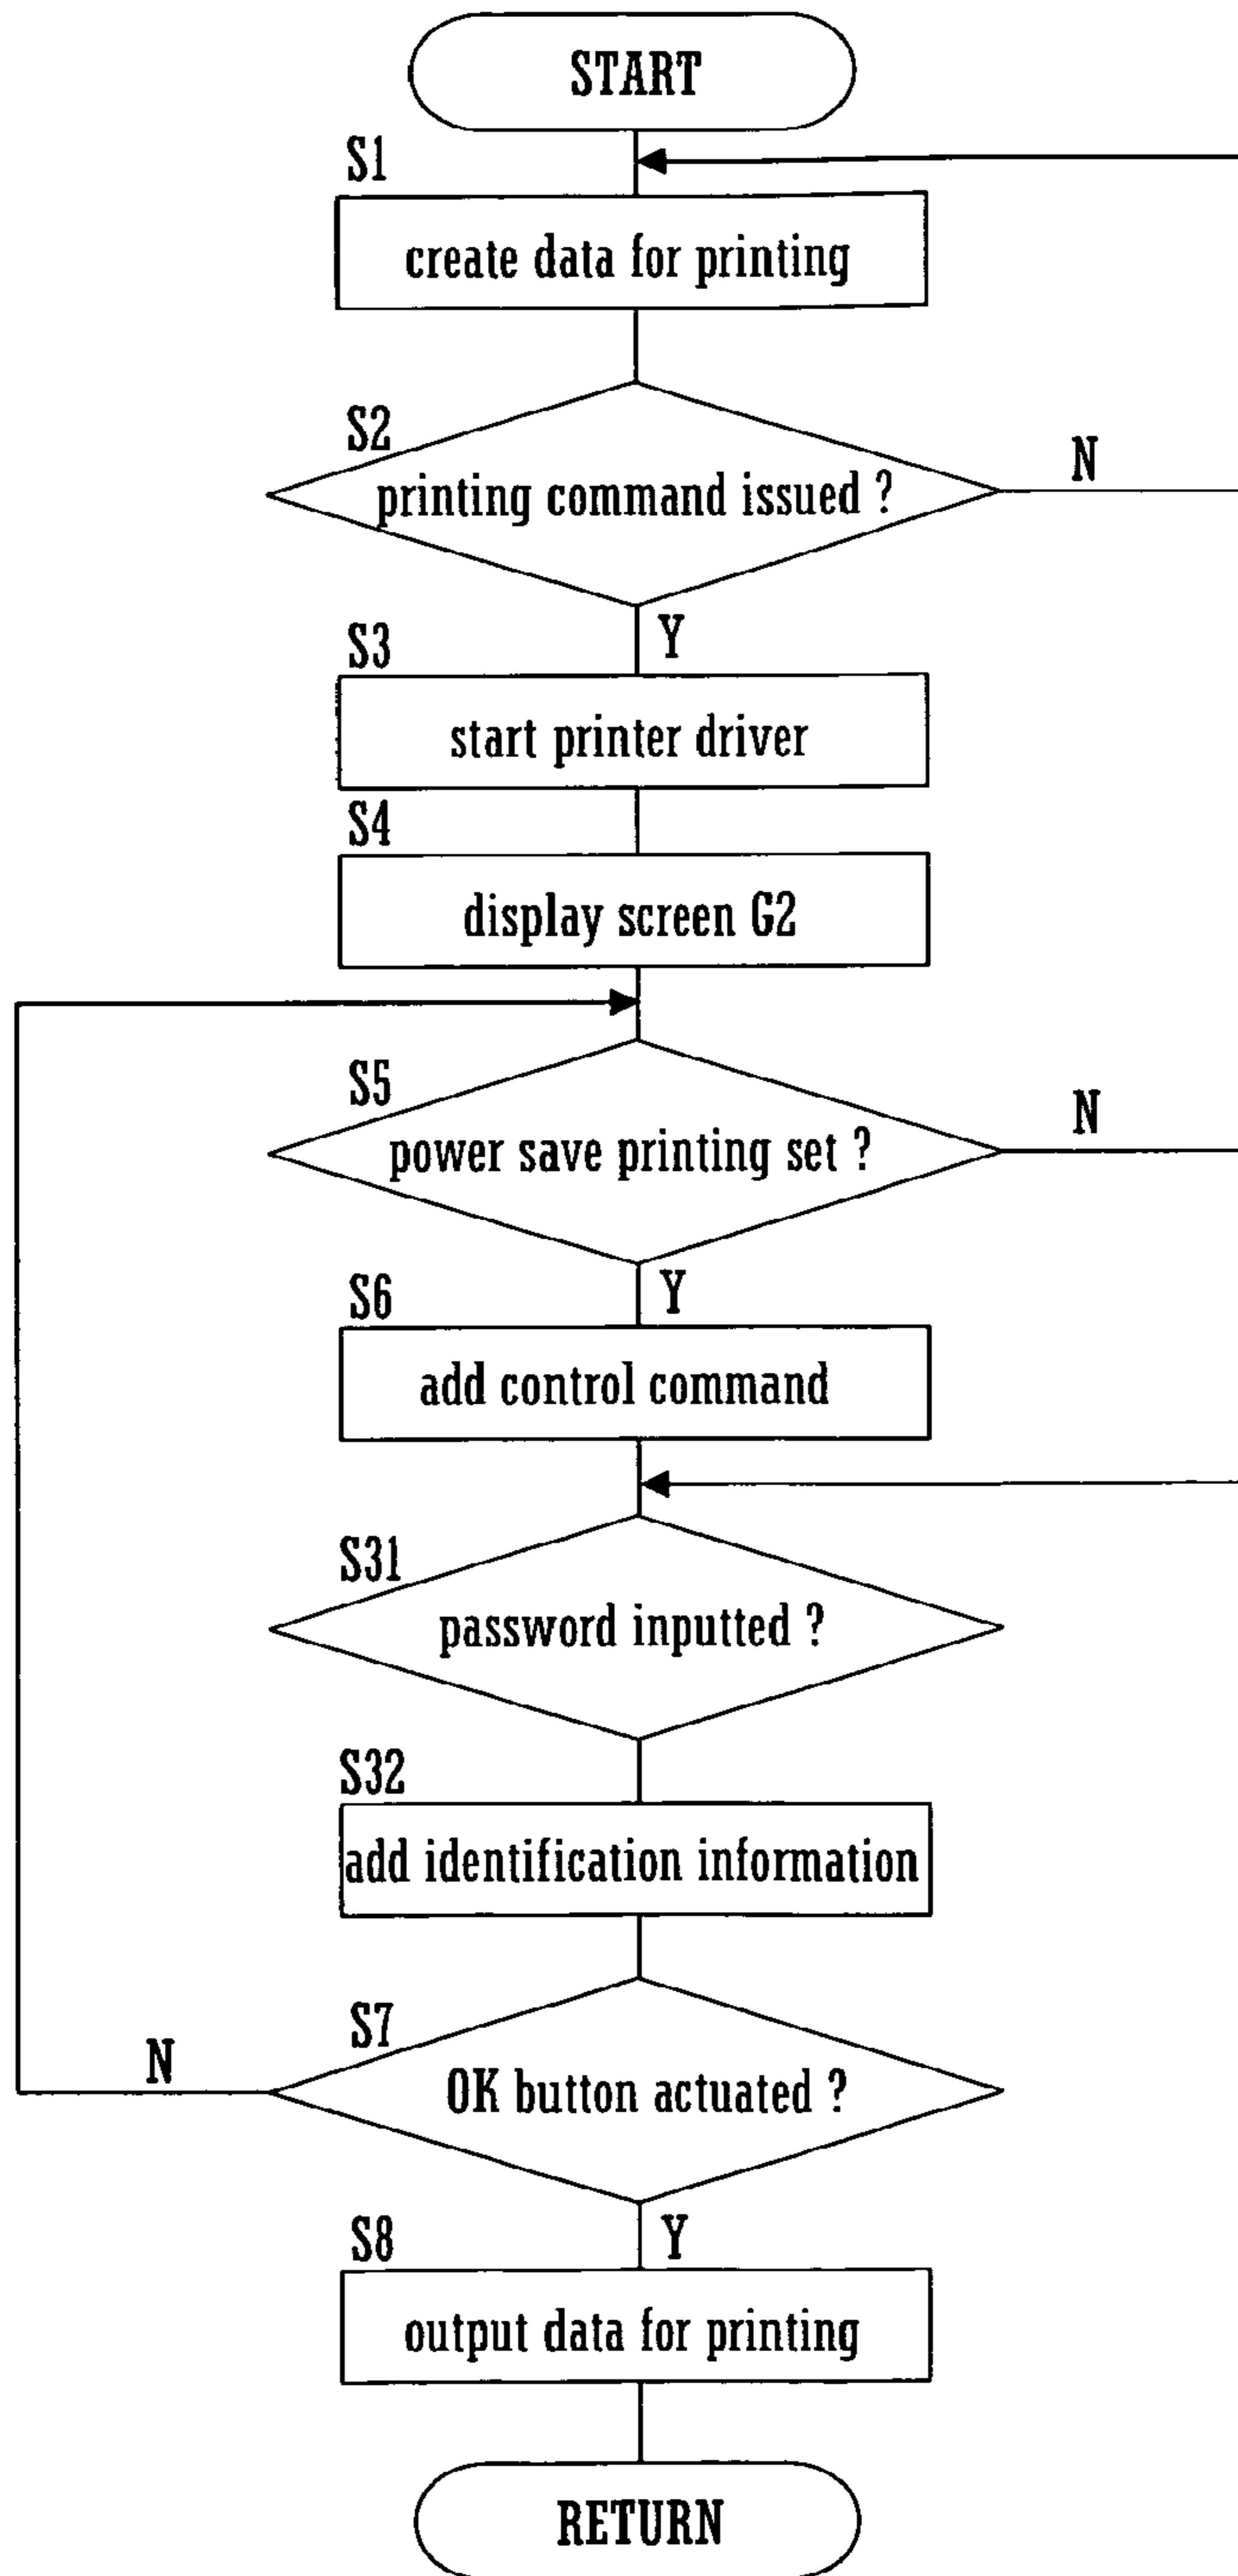 START
S1
create data for printing
S2
printing command issued ?
N
Y
S3
start printer driver
S4
display screen G2
S5
power save printing set ?
N
Y
S6
add control command
S31
password inputted ?
S32
add identification information
S7
N
OK button actuated ?
S8
Y
output data for printing
RETURN